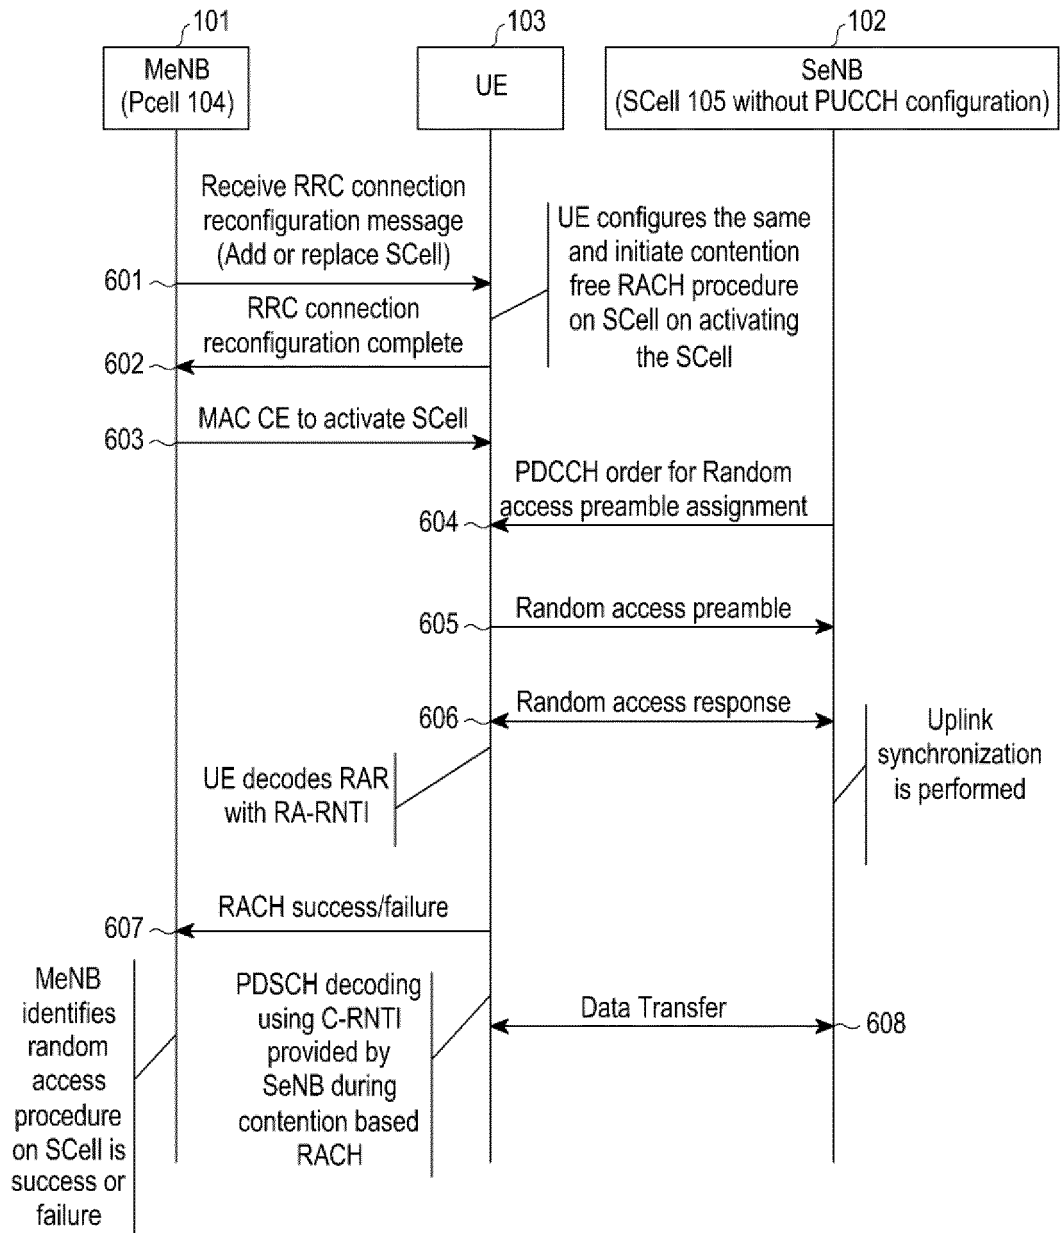 101
103
102
MeNB
(Pcell 104)
UE
SeNB
(SCell 105 without PUCCH configuration)
Receive RRC connection
reconfiguration message
(Add or replace SCell)
601
UE configures the same
and initiate contention
free RACH procedure
on SCell on activating
the SCell
RRC connection
reconfiguration complete
602
MAC CE to activate SCell
603
PDCCH order for Random
access preamble assignment
604
Random access preamble
605
Random access response
606
UE decodes RAR
with RA-RNTI
Uplink
synchronization
is performed
RACH success/failure
607
MeNB
identifies
random
access
procedure
on SCell is
success or
failure
PDSCH decoding
using C-RNTI
provided by
SeNB during
contention based
RACH
Data Transfer
608